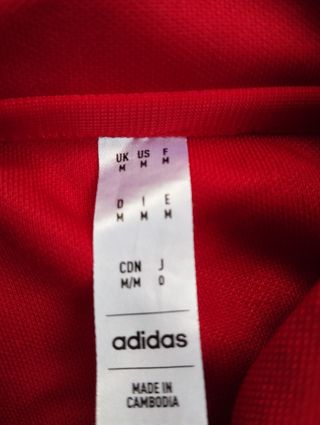 UK US F
M M M
D I E
M M M
CDN J
M/M O
adidas
MADE IN
CAMBODIA